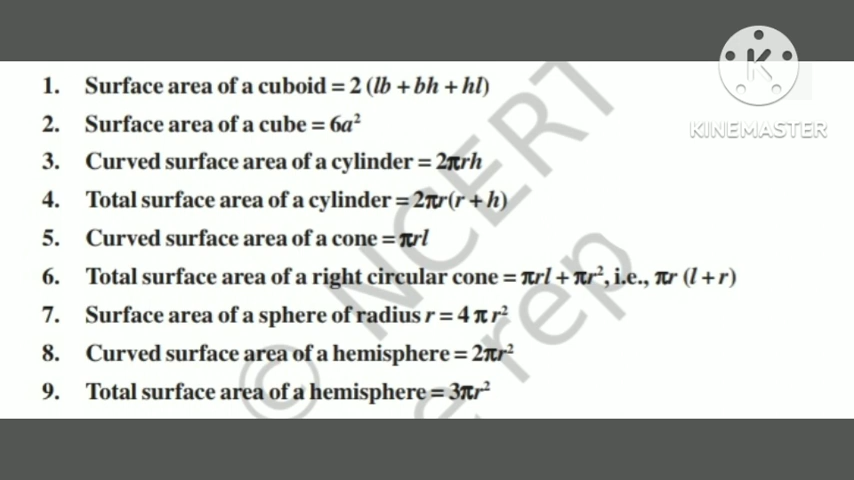 KINEMASTER
1. Surface area of a cuboid = 2 (lb + bh + hl)
2. Surface area of a cube = 6a²
3. Curved surface area of a cylinder = 2πrh
4. Total surface area of a cylinder = 2πr(r + h)
5. Curved surface area of a cone = πrl
6. Total surface area of a right circular cone = πrl + πr², i.e., πr (l + r)
7. Surface area of a sphere of radius r = 4 π r²
8. Curved surface area of a hemisphere = 2πr²
9. Total surface area of a hemisphere = 3πr²
© NCERT
e rep